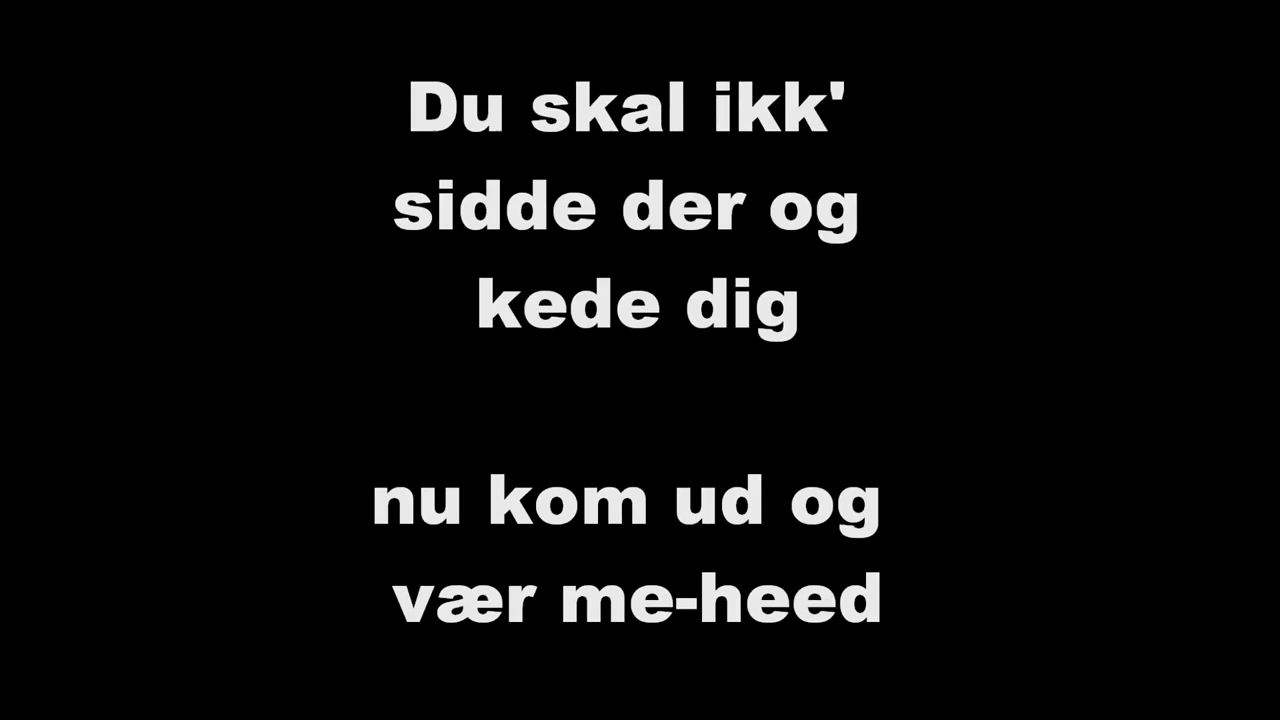 Du skal ikk'
sidde der og
kede dig
nu kom ud og
vær me-heed